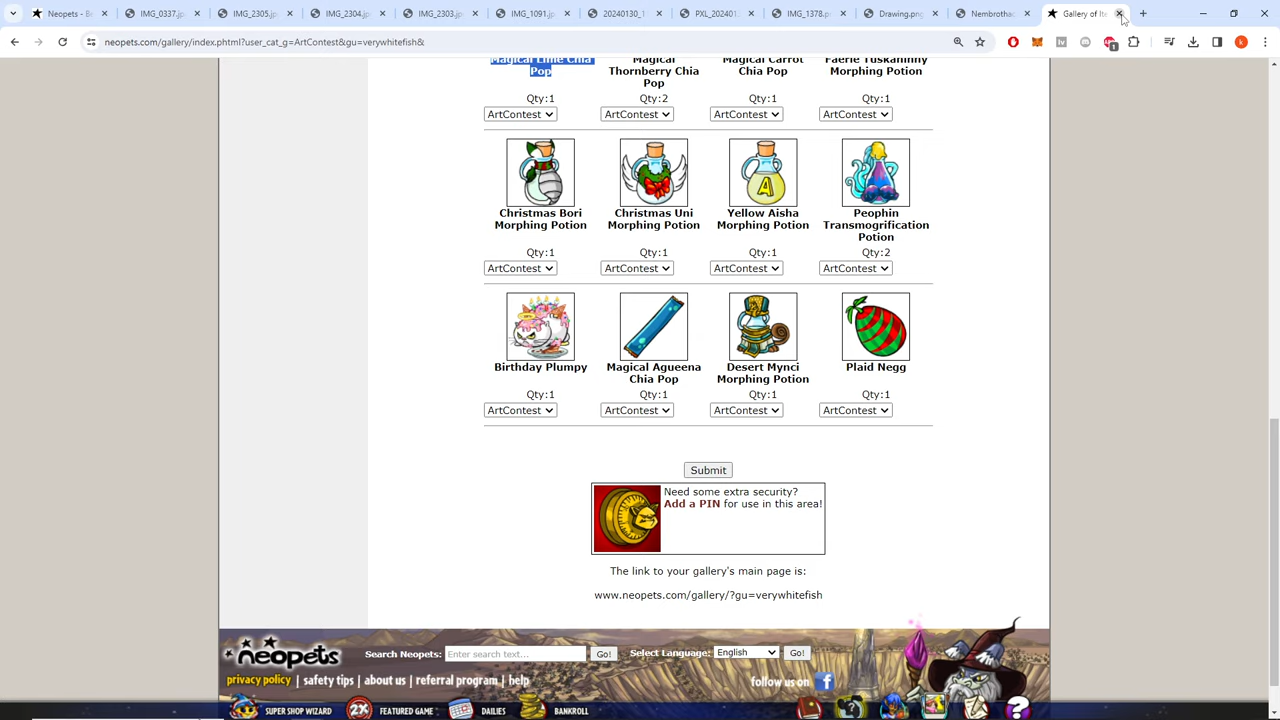 Neopets - Be
IMG_0337.jp
IMG_2305.jp
IMG_2304.jp
IMG_2303.jp
IMG_1091.jp
20240130_1
PXL_202401
IMG_1378.p
Drawing.png
Nembrothac
Gallery of Ite
neopets.com/gallery/index.phtml?user_cat_g=ArtContest&gu=verywhitefish&
1
k
Magical Lime Chia Pop
Magical Thornberry Chia Pop
Magical Carrot Chia Pop
Faerie Tuskaninny Morphing Potion
Qty:1 Qty:2 Qty:1 Qty:1
ArtContest ArtContest ArtContest ArtContest
A
Christmas Bori Morphing Potion
Christmas Uni Morphing Potion
Yellow Aisha Morphing Potion
Peophin Transmogrification Potion
Qty:1 Qty:1 Qty:1 Qty:2
ArtContest ArtContest ArtContest ArtContest
Birthday Plumpy
Magical Agueena Chia Pop
Desert Mynci Morphing Potion
Plaid Negg
Qty:1 Qty:1 Qty:1 Qty:1
ArtContest ArtContest ArtContest ArtContest
Submit
Need some extra security?
Add a PIN for use in this area!
The link to your gallery's main page is:
www.neopets.com/gallery/?gu=verywhitefish
neopets
Search Neopets: Enter search text... Go! Select Language: English Go!
privacy policy | safety tips | about us | referral program | help
follow us on f
SUPER SHOP WIZARD 2X FEATURED GAME DAILIES BANKROLL